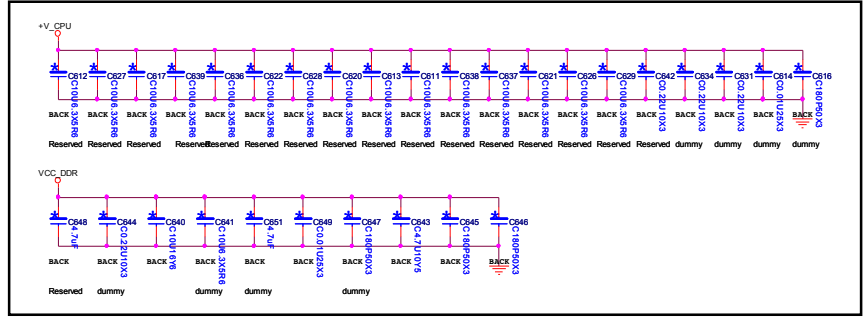 +V_CPU
C612 C627 C617 C639 C636 C622 C628 C620 C613 C611 C638 C637 C621 C626 C629 C642 C634 C631 C614 C616
C10U6.3X5R6 C10U6.3X5R6 C10U6.3X5R6 C10U6.3X5R6 C10U6.3X5R6 C10U6.3X5R6 C10U6.3X5R6 C10U6.3X5R6 C10U6.3X5R6 C10U6.3X5R6 C10U6.3X5R6 C10U6.3X5R6 C10U6.3X5R6 C10U6.3X5R6 C10U6.3X5R6 C0.22U10X3 C0.22U10X3 C0.22U10X3 C0.01U25X3 C180P50X3
BACK BACK BACK BACK BACK BACK BACK BACK BACK BACK BACK BACK BACK BACK BACK BACK BACK BACK BACK BACK
Reserved Reserved Reserved Reserved Reserved Reserved Reserved Reserved Reserved Reserved Reserved Reserved Reserved Reserved Reserved Reserved dummy dummy dummy dummy
VCC_DDR
C648 C644 C640 C641 C651 C649 C647 C643 C645 C646
C4.7uF C0.22U10X3 C10U16Y6 C10U6.3X5R6 C4.7uF C0.01U25X3 C180P50X3 C4.7U10Y5 C180P50X3 C180P50X3
BACK BACK BACK BACK BACK BACK BACK BACK BACK BACK
Reserved dummy dummy dummy dummy